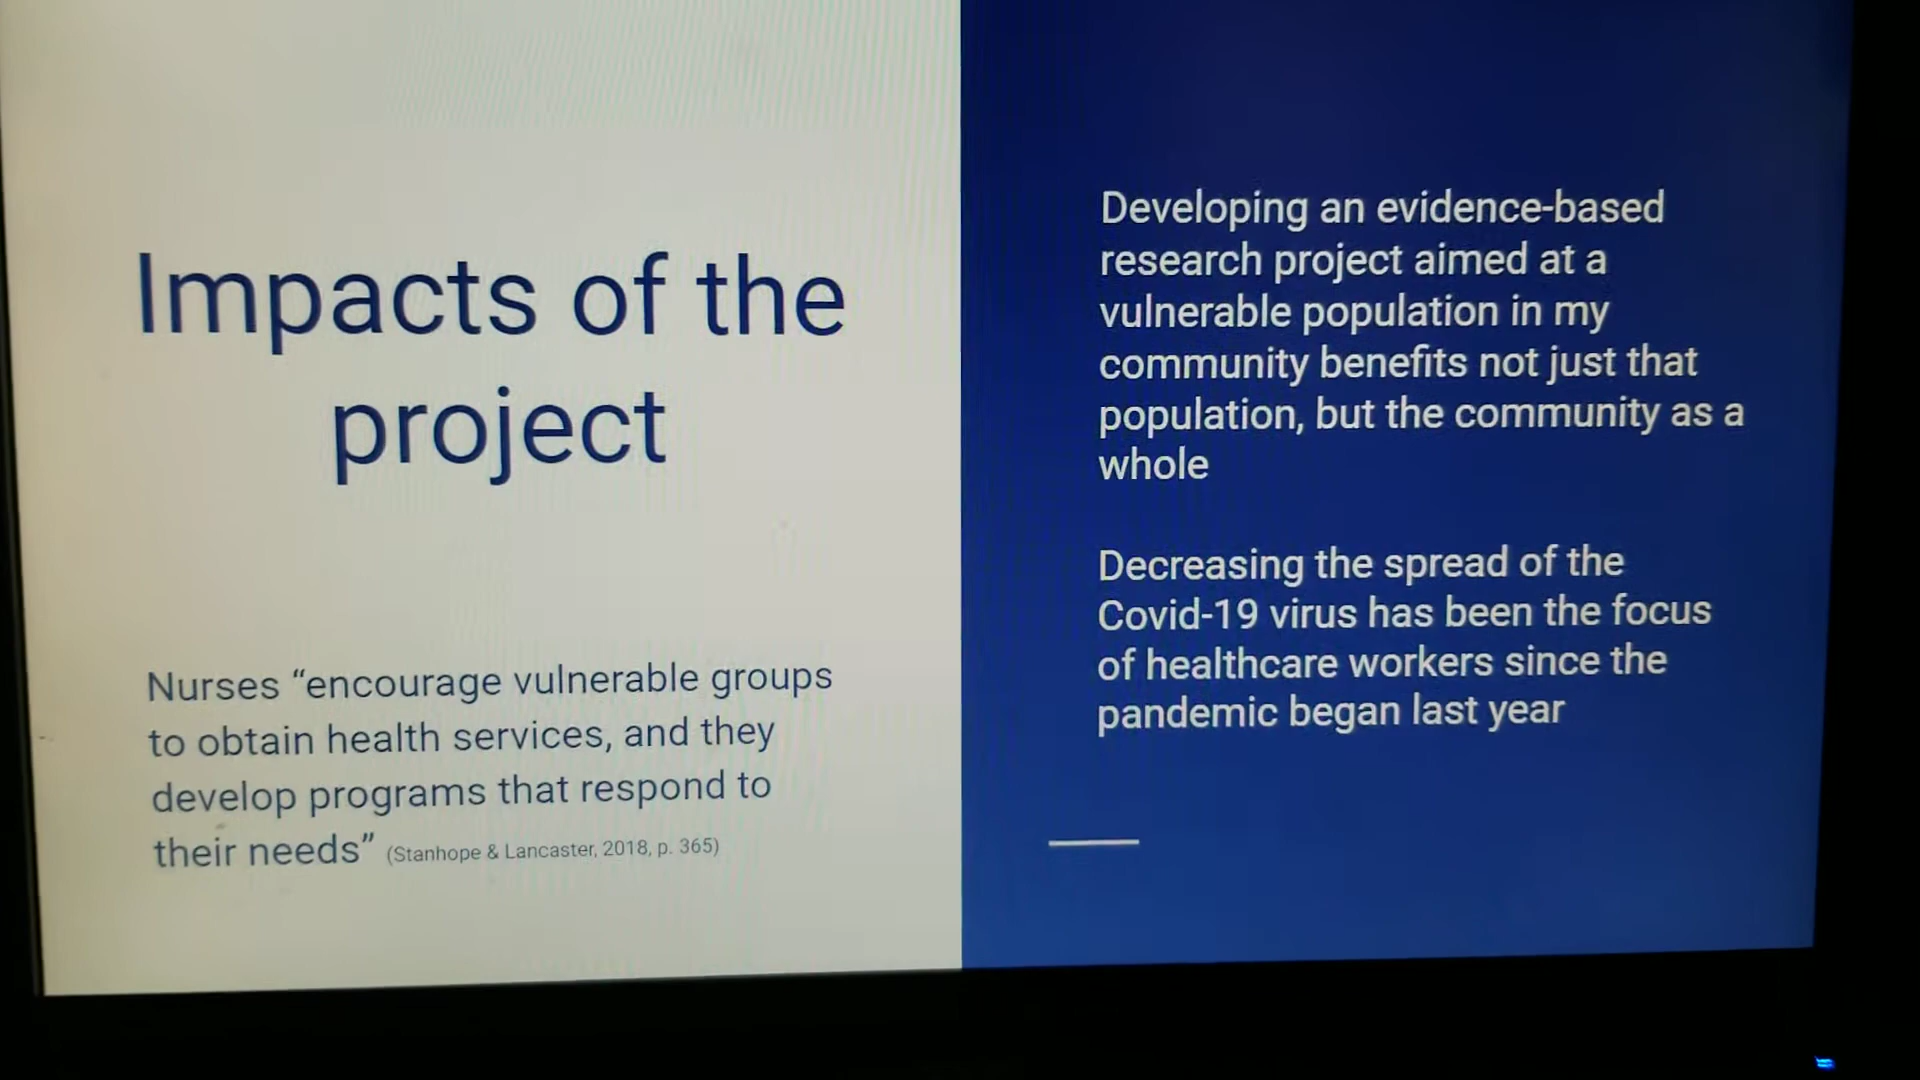 Impacts of the
project
Nurses “encourage vulnerable groups
to obtain health services, and they
develop programs that respond to
their needs” (Stanhope & Lancaster, 2018, p. 365)
Developing an evidence-based
research project aimed at a
vulnerable population in my
community benefits not just that
population, but the community as a
whole
Decreasing the spread of the
Covid-19 virus has been the focus
of healthcare workers since the
pandemic began last year